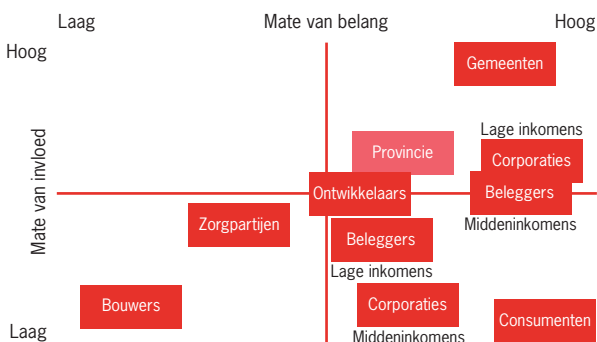 Laag
Mate van belang
Hoog
Hoog
Gemeenten
Mate van invloed
Lage inkomens
Provincie
Corporaties
Ontwikkelaars
Beleggers
Zorgpartijen
Middeninkomens
Beleggers
Lage inkomens
Bouwers
Corporaties
Consumenten
Laag
Middeninkomens